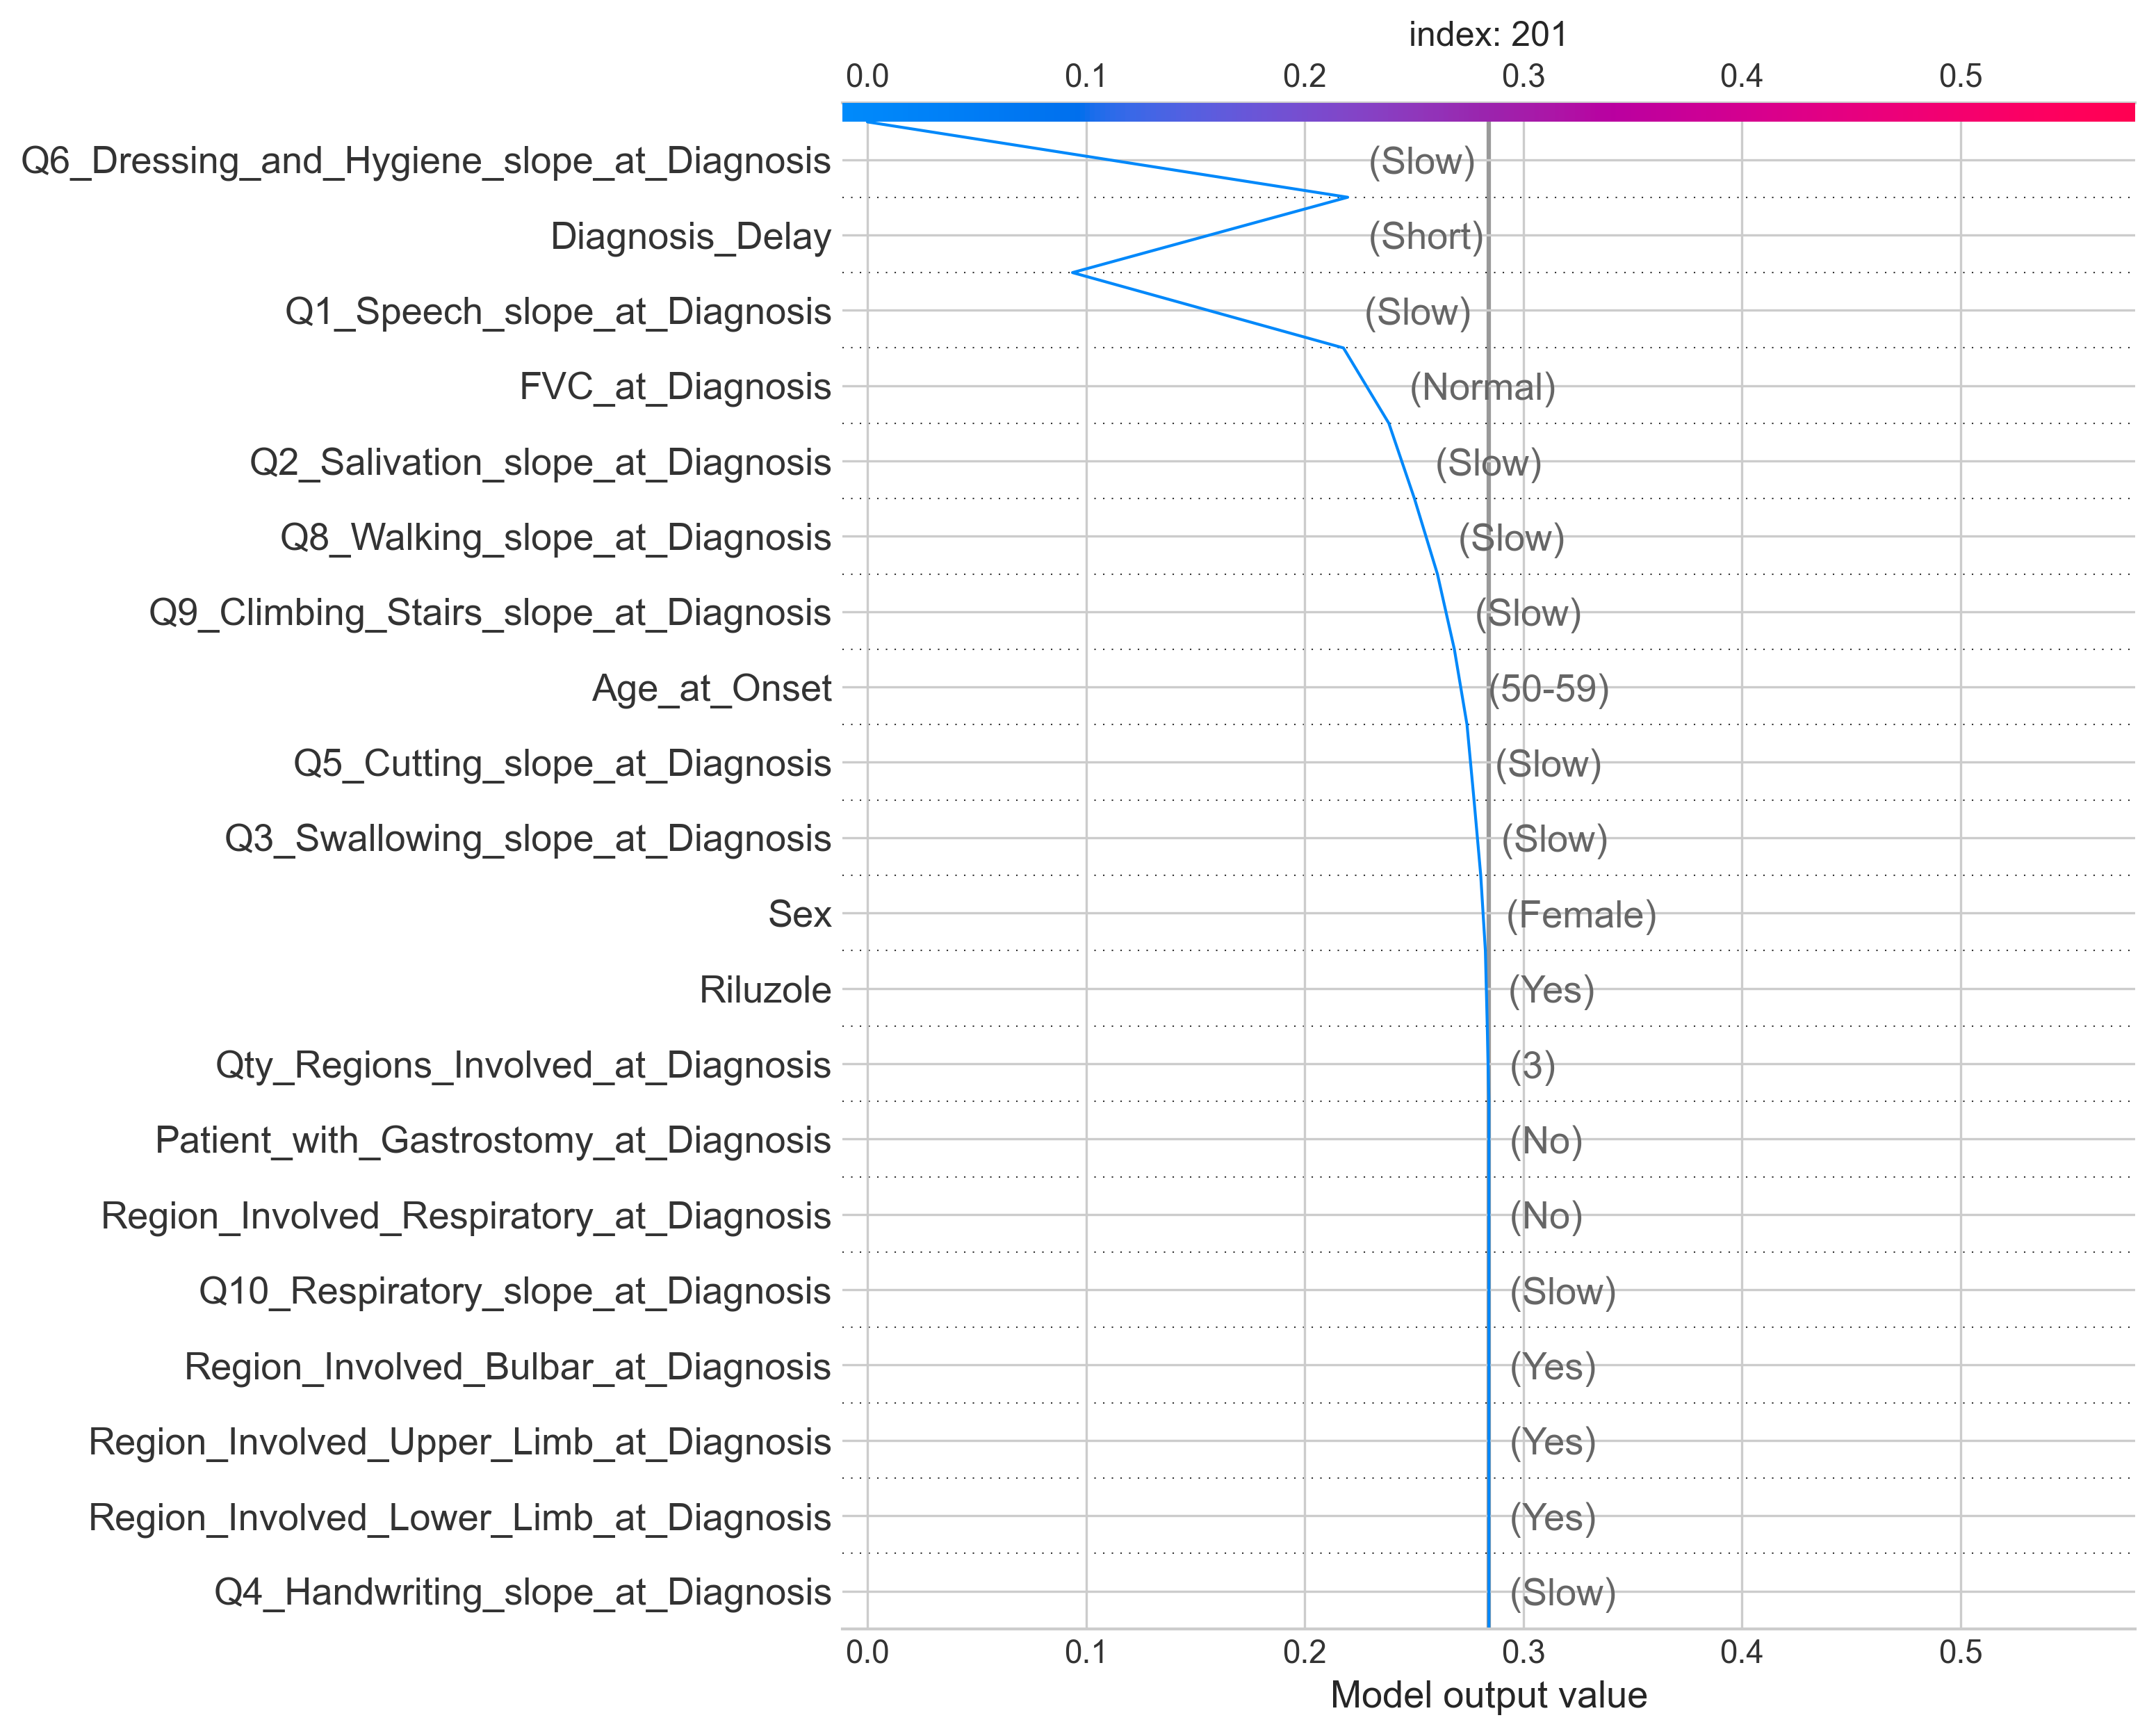 index: 201
0.0 0.1 0.2 0.3 0.4 0.5
Q6_Dressing_and_Hygiene_slope_at_Diagnosis (Slow)
Diagnosis_Delay (Short)
Q1_Speech_slope_at_Diagnosis (Slow)
FVC_at_Diagnosis (Normal)
Q2_Salivation_slope_at_Diagnosis (Slow)
Q8_Walking_slope_at_Diagnosis (Slow)
Q9_Climbing_Stairs_slope_at_Diagnosis (Slow)
Age_at_Onset (50-59)
Q5_Cutting_slope_at_Diagnosis (Slow)
Q3_Swallowing_slope_at_Diagnosis (Slow)
Sex (Female)
Riluzole (Yes)
Qty_Regions_Involved_at_Diagnosis (3)
Patient_with_Gastrostomy_at_Diagnosis (No)
Region_Involved_Respiratory_at_Diagnosis (No)
Q10_Respiratory_slope_at_Diagnosis (Slow)
Region_Involved_Bulbar_at_Diagnosis (Yes)
Region_Involved_Upper_Limb_at_Diagnosis (Yes)
Region_Involved_Lower_Limb_at_Diagnosis (Yes)
Q4_Handwriting_slope_at_Diagnosis (Slow)
0.0 0.1 0.2 0.3 0.4 0.5
Model output value